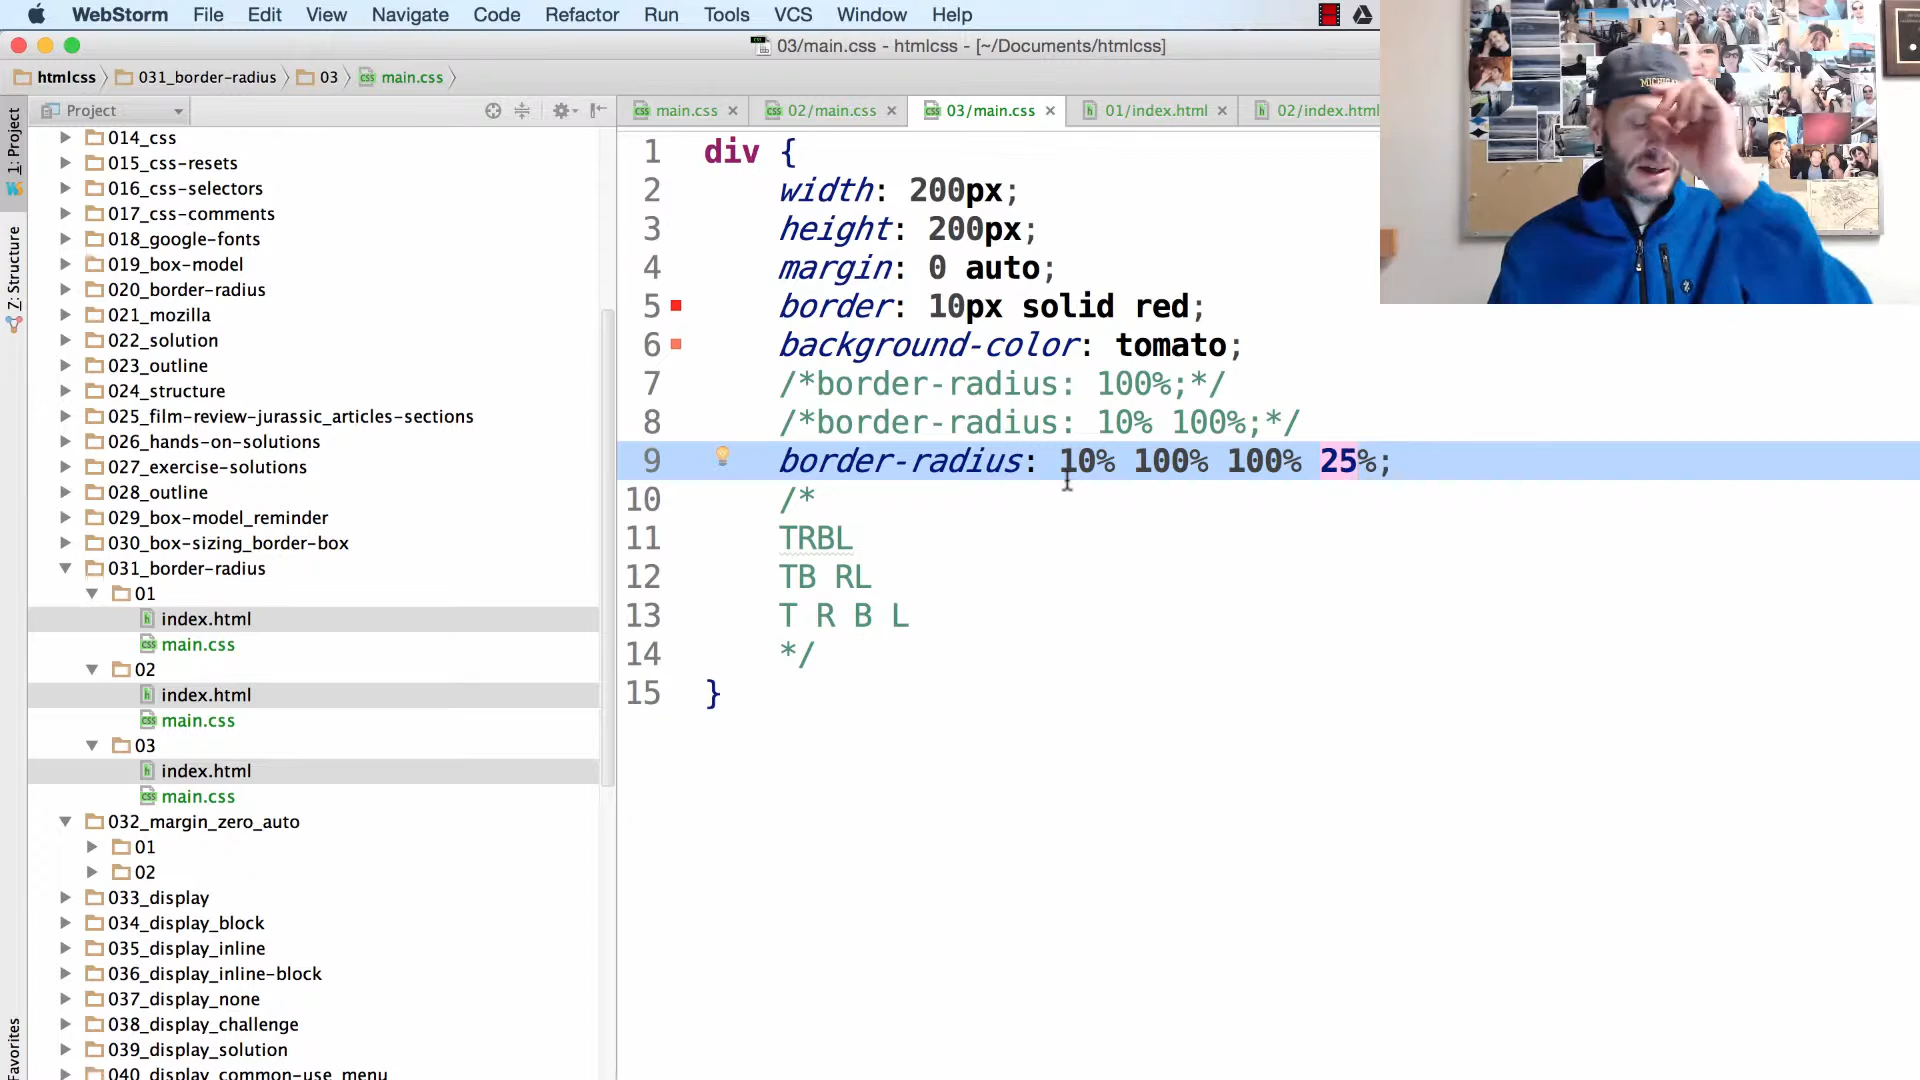 WebStorm File Edit View Navigate Code Refactor Run Tools VCS Window Help
03/main.css - htmlcss - [~/Documents/htmlcss]
htmlcss 031_border-radius 03 main.css
Project
main.css 02/main.css 03/main.css 01/index.html 02/index.html
1: Project
Z: Structure
Favorites
014_css
015_css-resets
016_css-selectors
017_css-comments
018_google-fonts
019_box-model
020_border-radius
021_mozilla
022_solution
023_outline
024_structure
025_film-review-jurassic_articles-sections
026_hands-on-solutions
027_exercise-solutions
028_outline
029_box-model_reminder
030_box-sizing_border-box
031_border-radius
01
index.html
main.css
02
index.html
main.css
03
index.html
main.css
032_margin_zero_auto
01
02
033_display
034_display_block
035_display_inline
036_display_inline-block
037_display_none
038_display_challenge
039_display_solution
040_display_common-use_menu
1 div {
2 width: 200px;
3 height: 200px;
4 margin: 0 auto;
5 border: 10px solid red;
6 background-color: tomato;
7 /*border-radius: 100%;*/
8 /*border-radius: 10% 100%;*/
9 border-radius: 10% 100% 100% 25%;
10 /*
11 TRBL
12 TB RL
13 T R B L
14 */
15 }